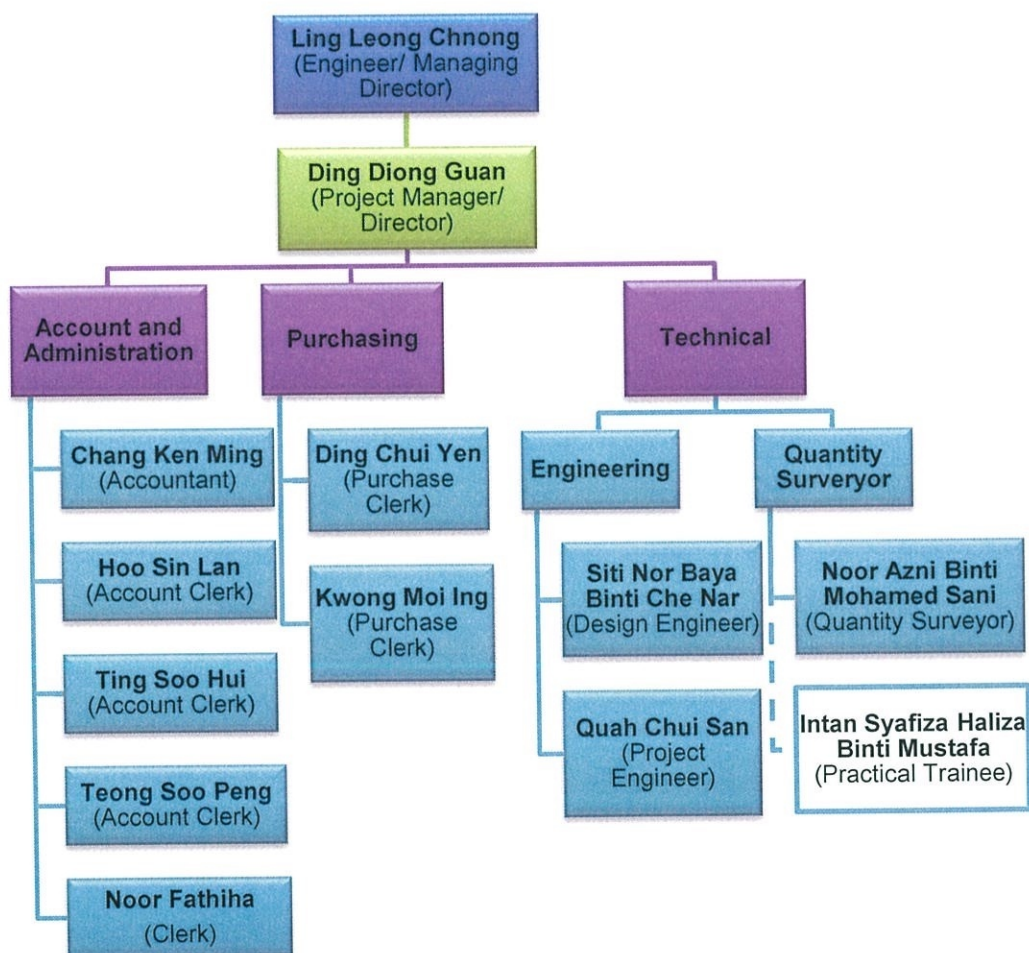 Ling Leong Chnong
(Engineer/ Managing
Director)
Ding Diong Guan
(Project Manager/
Director)
Account and
Administration
Purchasing
Technical
Chang Ken Ming
(Accountant)
Hoo Sin Lan
(Account Clerk)
Ting Soo Hui
(Account Clerk)
Teong Soo Peng
(Account Clerk)
Noor Fathiha
(Clerk)
Ding Chui Yen
(Purchase
Clerk)
Kwong Moi Ing
(Purchase
Clerk)
Engineering
Siti Nor Baya
Binti Che Nar
(Design Engineer)
Quah Chui San
(Project
Engineer)
Quantity
Surveryor
Noor Azni Binti
Mohamed Sani
(Quantity Surveyor)
Intan Syafiza Haliza
Binti Mustafa
(Practical Trainee)